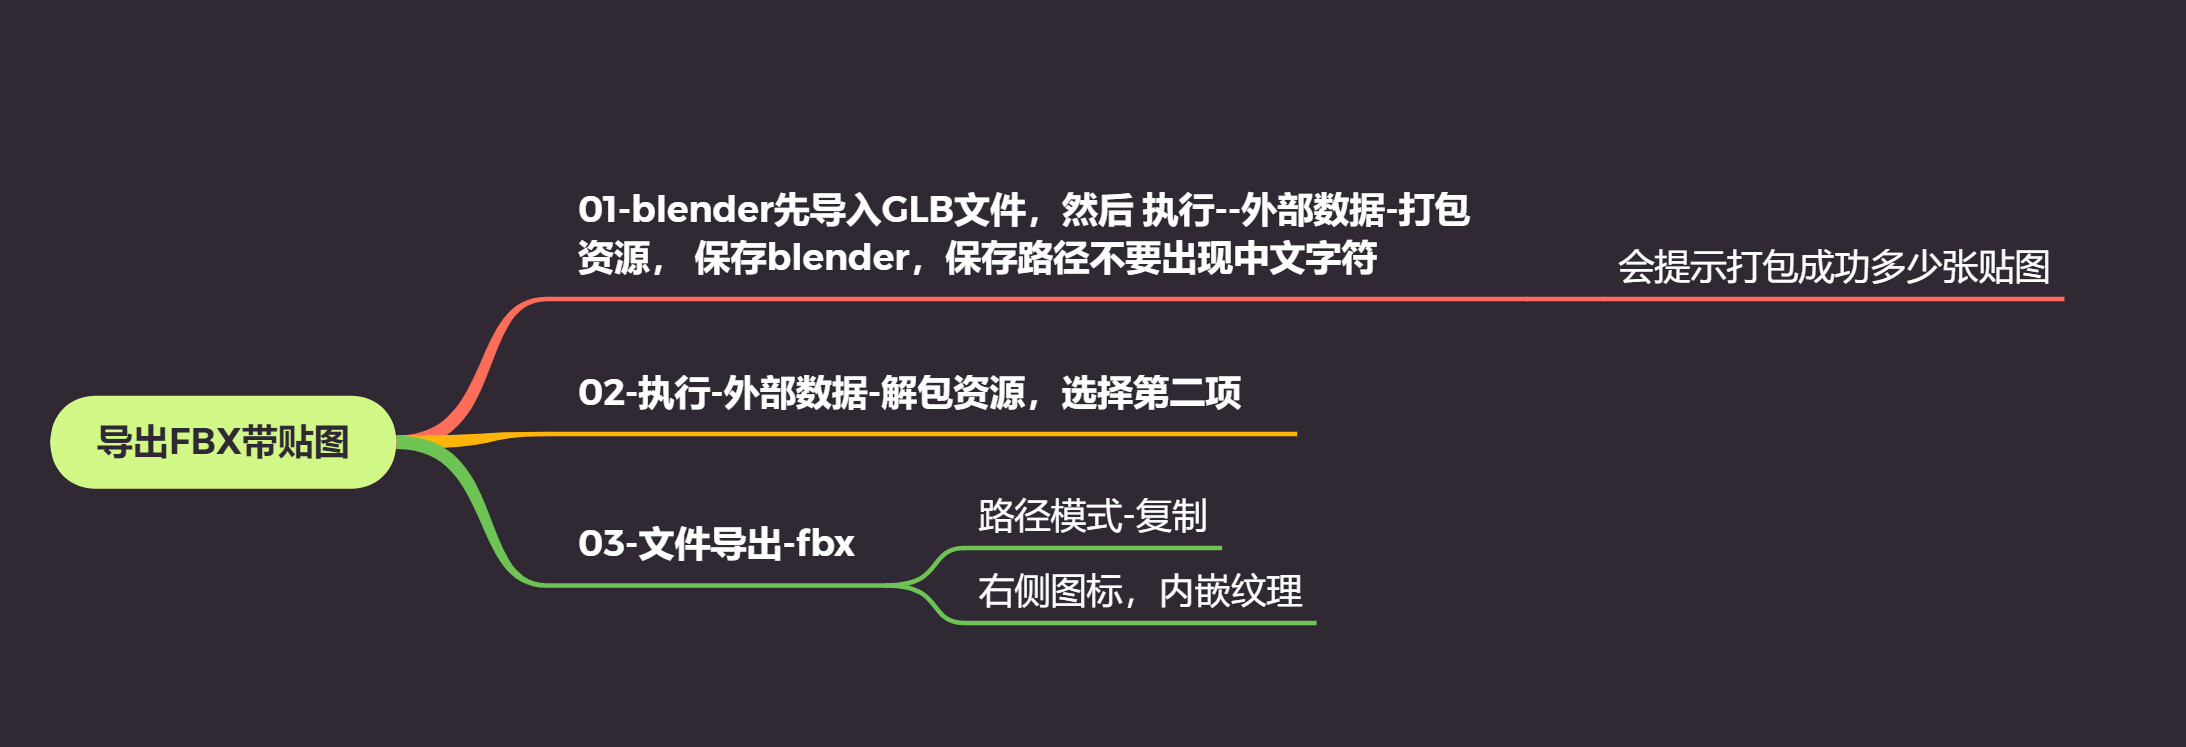 01-blender先导入GLB文件，然后 执行--外部数据-打包
资源， 保存blender，保存路径不要出现中文字符
会提示打包成功多少张贴图
02-执行-外部数据-解包资源，选择第二项
导出FBX带贴图
03-文件导出-fbx
路径模式-复制
右侧图标，内嵌纹理